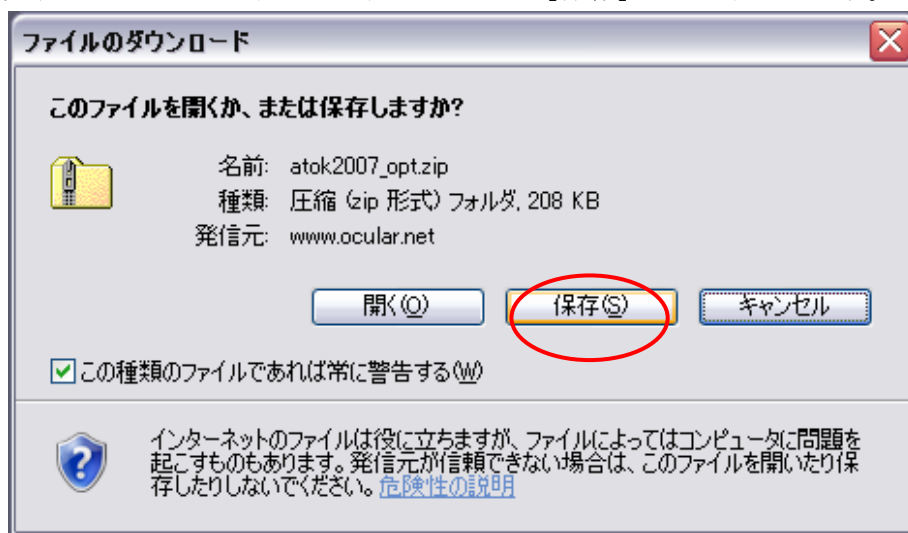 ファイルのダウンロード
このファイルを開くか、または保存しますか?
名前: atok2007_opt.zip
種類: 圧縮 (zip 形式) フォルダ, 208 KB
発信元: www.ocular.net
開く(O) 保存(S) キャンセル
この種類のファイルであれば常に警告する(W)
インターネットのファイルは役に立ちますが、ファイルによってはコンピュータに問題を
起こすものもあります。発信元が信頼できない場合は、このファイルを開いたり保
存したりしないでください。危険性の説明